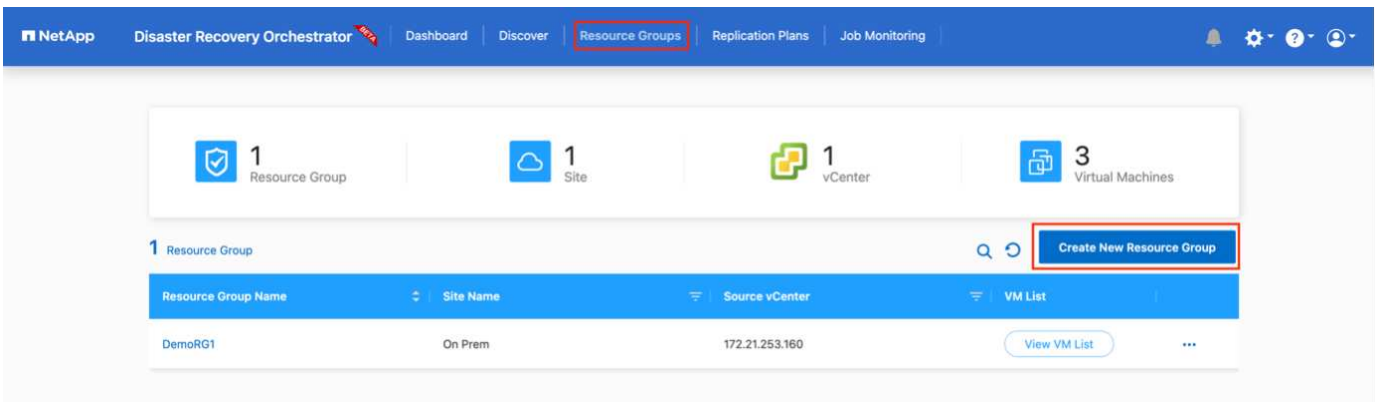 NetApp Disaster Recovery Orchestrator BETA Dashboard Discover Resource Groups Replication Plans Job Monitoring
1 Resource Group
1 Site
1 vCenter
3 Virtual Machines
1 Resource Group
Create New Resource Group
Resource Group Name Site Name Source vCenter VM List
DemoRG1 On Prem 172.21.253.160 View VM List